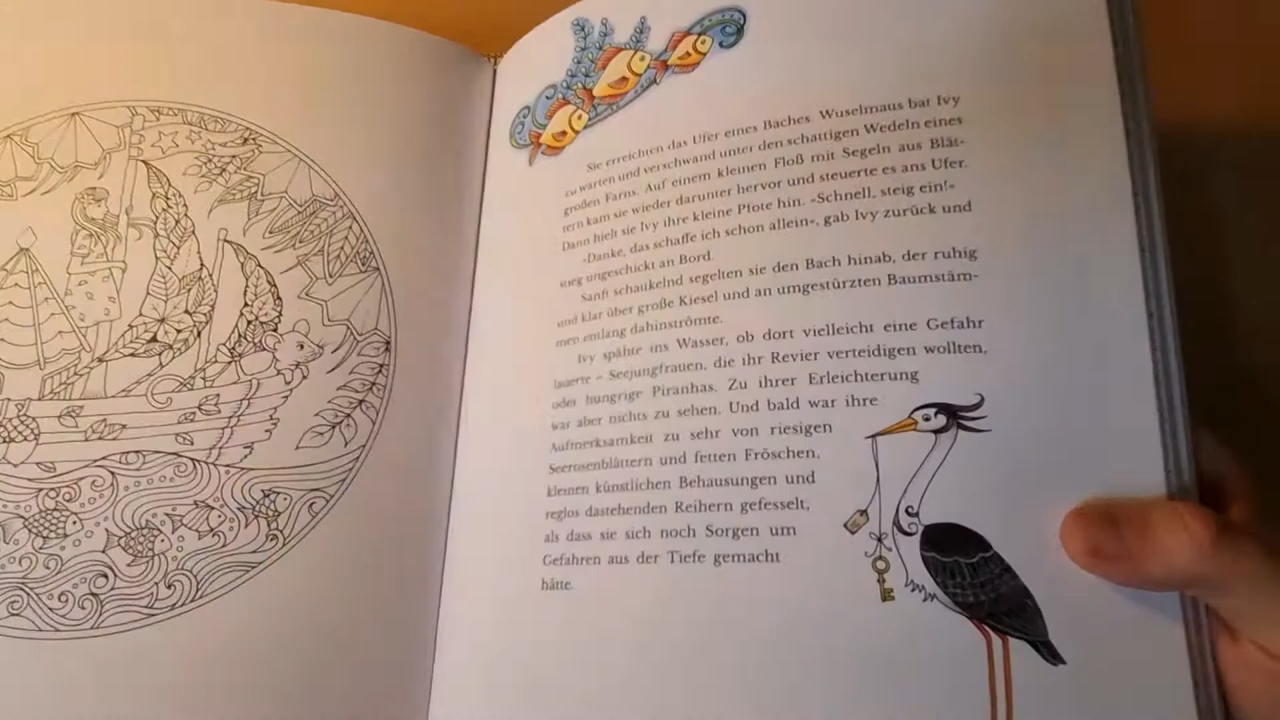 Sie erreichten das Ufer eines Baches. Wuselmaus bat Ivy
zu warten und verschwand unter den schattigen Wedeln eines
großen Farns. Auf einem kleinen Floß mit Segeln aus Blät-
tern kam sie wieder darunter hervor und steuerte es ans Ufer.
Dann hielt sie Ivy ihre kleine Pfote hin. »Schnell, steig ein!«
»Danke, das schaffe ich schon allein«, gab Ivy zurück und
stieg ungeschickt an Bord.
Sanft schaukelnd segelten sie den Bach hinab, der ruhig
und klar über große Kiesel und an umgestürzten Baumstäm-
men entlang dahinströmte.
Ivy spähte ins Wasser, ob dort vielleicht eine Gefahr
lauerte – Seejungfrauen, die ihr Revier verteidigen wollten,
oder hungrige Piranhas. Zu ihrer Erleichterung
war aber nichts zu sehen. Und bald war ihre
Aufmerksamkeit zu sehr von riesigen
Seerosenblättern und fetten Fröschen,
kleinen künstlichen Behausungen und
reglos dastehenden Reihern gefesselt,
als dass sie sich noch Sorgen um
Gefahren aus der Tiefe gemacht
hätte.